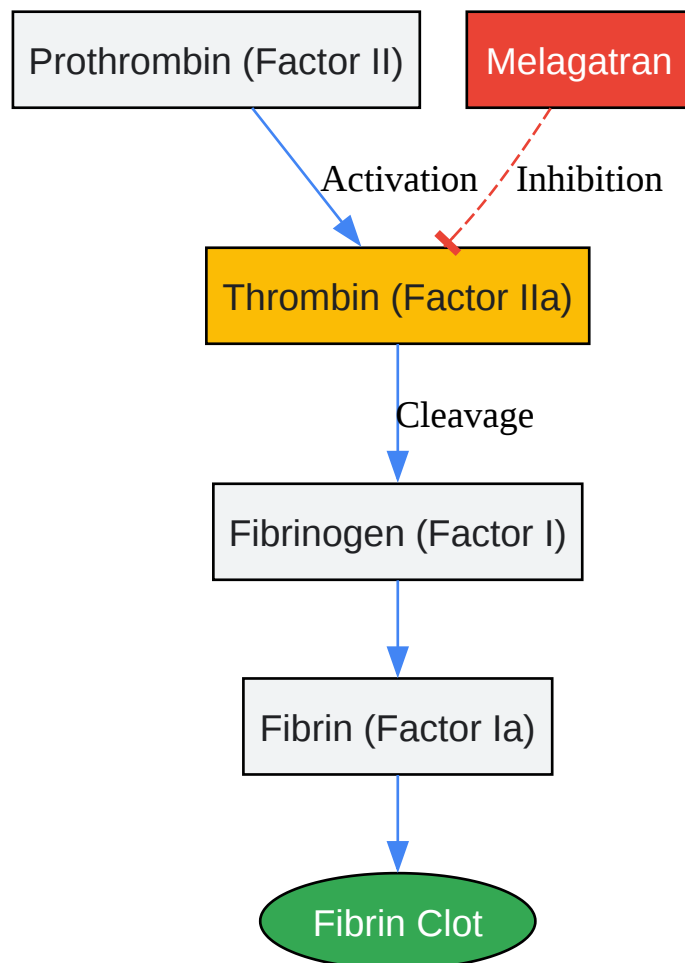 Prothrombin (Factor II)
Melagatran
Activation
Inhibition
Thrombin (Factor IIa)
Cleavage
Fibrinogen (Factor I)
Fibrin (Factor Ia)
Fibrin Clot